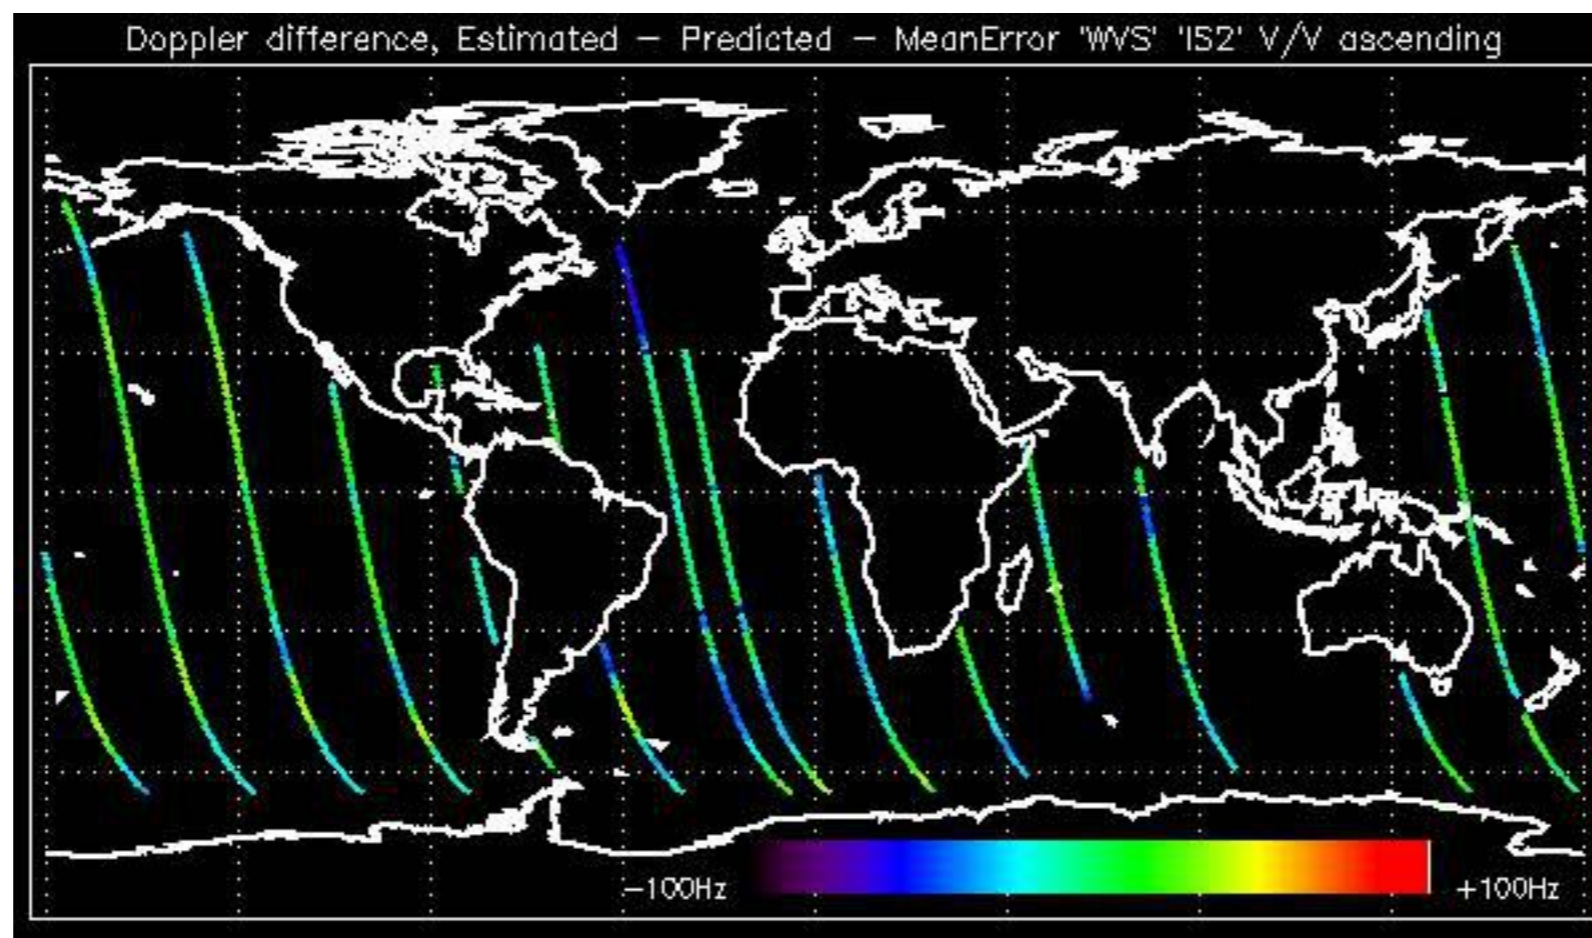 Doppler difference, Estimated – Predicted – MeanError 'WVS' 'IS2' V/V ascending
−100Hz
+100Hz